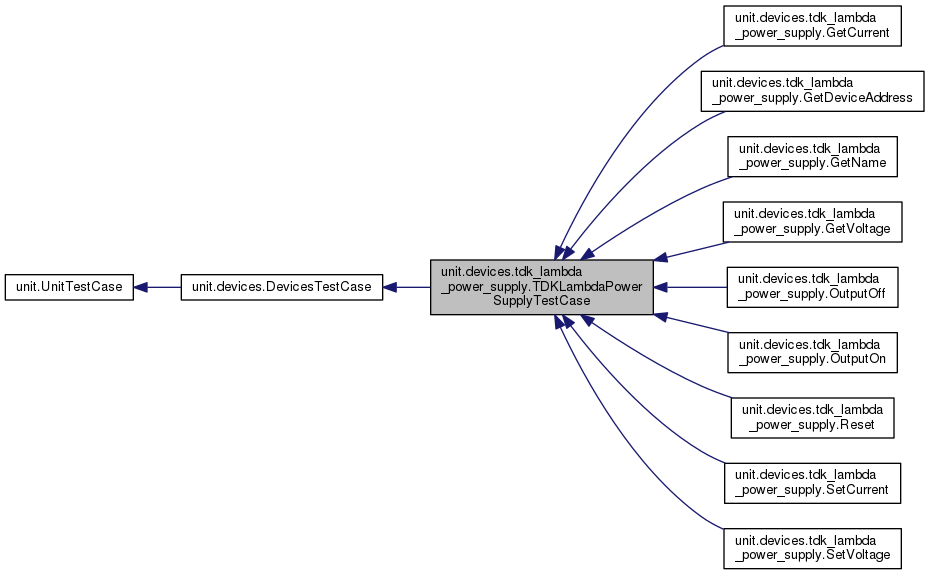 unit.devices.tdk_lambda
_power_supply.GetCurrent
unit.devices.tdk_lambda
_power_supply.GetDeviceAddress
unit.devices.tdk_lambda
_power_supply.GetName
unit.devices.tdk_lambda
_power_supply.GetVoltage
unit.UnitTestCase
unit.devices.DevicesTestCase
unit.devices.tdk_lambda
_power_supply.TDKLambdaPower
SupplyTestCase
unit.devices.tdk_lambda
_power_supply.OutputOff
unit.devices.tdk_lambda
_power_supply.OutputOn
unit.devices.tdk_lambda
_power_supply.Reset
unit.devices.tdk_lambda
_power_supply.SetCurrent
unit.devices.tdk_lambda
_power_supply.SetVoltage